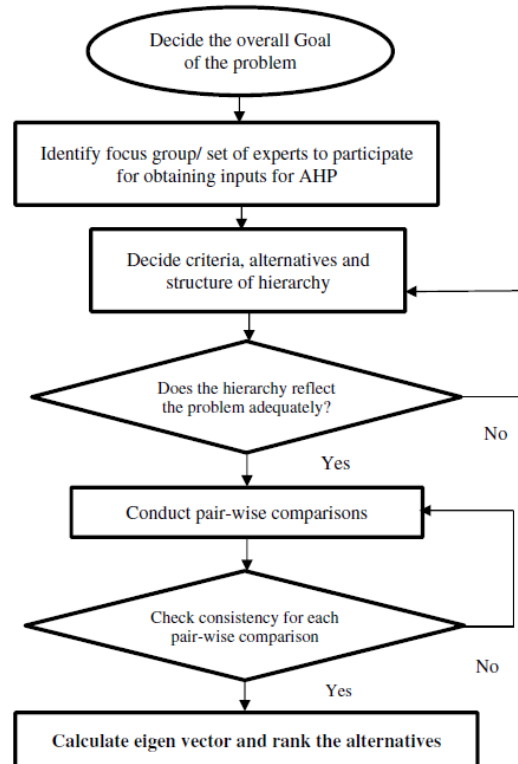 Decide the overall Goal
of the problem
Identify focus group/ set of experts to participate
for obtaining inputs for AHP
Decide criteria, alternatives and
structure of hierarchy
Does the hierarchy reflect
the problem adequately?
No
Yes
Conduct pair-wise comparisons
Check consistency for each
pair-wise comparison
No
Yes
Calculate eigen vector and rank the alternatives